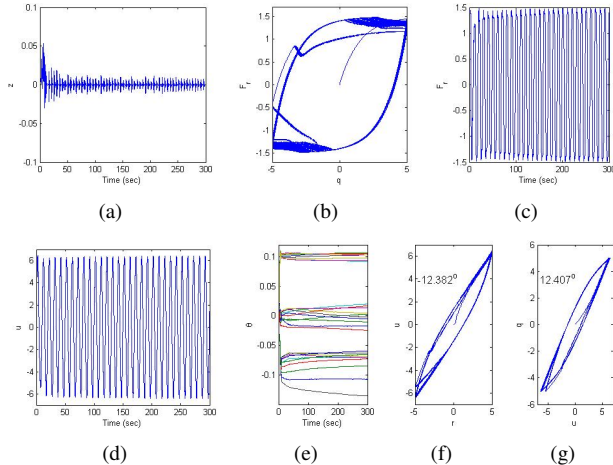 0.1
0.05
z
0
-0.05
-0.1
0 50 100 150 200 250 300
Time (sec)
(a)
1.5
1
0.5
F_r
0
-0.5
-1
-1.5
-5 0 5
q
(b)
1.5
1
0.5
F_r
0
-0.5
-1
-1.5
0 100 200 300
Time (sec)
(c)
6
4
2
u
0
-2
-4
-6
0 50 100 150 200 250 300
Time (sec)
(d)
0.1
0.05
θ
0
-0.05
-0.1
0 100 200 300
Time (sec)
(e)
6
4
-12.382°
2
u
0
-2
-4
-6
-5 0 5
r
(f)
6
4
12.407°
2
q
0
-2
-4
-6
-5 0 5
u
(g)